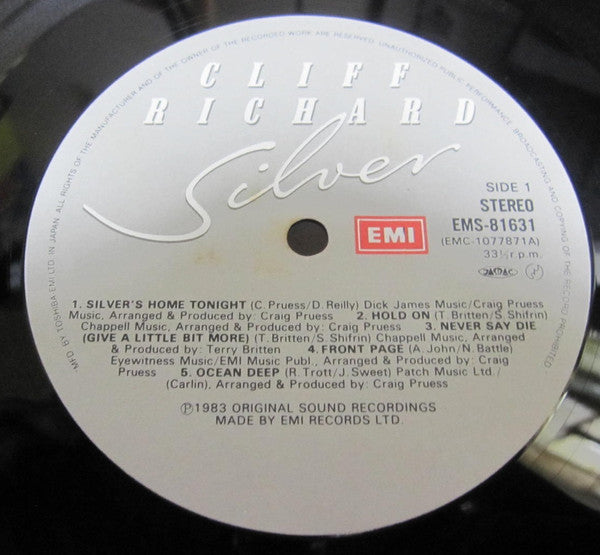 MFD. BY TOSHIBA EMI LTD. IN JAPAN. ALL RIGHTS OF THE MANUFACTURER AND OF THE OWNER OF THE RECORDED WORK ARE RESERVED. UNAUTHORIZED PUBLIC PERFORMANCE, BROADCASTING AND COPYING OF THE RECORD PROHIBITED
CLIFF
RICHARD
Silver
SIDE 1
STEREO
EMS-81631
(EMC-1077871A)
33⅓ r.p.m.
EMI
1. SILVER'S HOME TONIGHT (C. Pruess/D. Reilly) Dick James Music/Craig Pruess
Music, Arranged & Produced by: Craig Pruess 2. HOLD ON (T. Britten/S. Shifrin)
Chappell Music, Arranged & Produced by: Craig Pruess 3. NEVER SAY DIE
(GIVE A LITTLE BIT MORE) (T. Britten/S. Shifrin) Chappell Music, Arranged
& Produced by: Terry Britten 4. FRONT PAGE (A. John/N. Battle)
Eyewitness Music/EMI Music Publ., Arranged & Produced by: Craig
Pruess 5. OCEAN DEEP (R. Trott/J. Sweet) Patch Music Ltd./
(Carlin), Arranged & Produced by: Craig Pruess
Ⓟ1983 ORIGINAL SOUND RECORDINGS
MADE BY EMI RECORDS LTD.